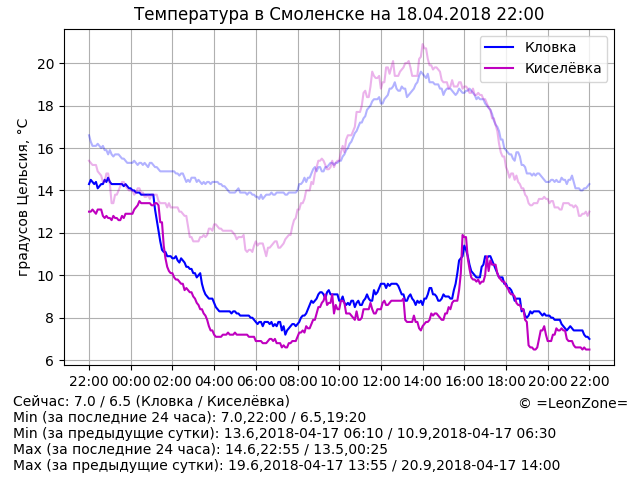 Температура в Смоленске на 18.04.2018 22:00
градусов Цельсия, °C
20
18
16
14
12
10
8
6
Кловка
Киселёвка
22:00 00:00 02:00 04:00 06:00 08:00 10:00 12:00 14:00 16:00 18:00 20:00 22:00
Сейчас: 7.0 / 6.5 (Кловка / Киселёвка)
© =LeonZone=
Min (за последние 24 часа): 7.0,22:00 / 6.5,19:20
Min (за предыдущие сутки): 13.6,2018-04-17 06:10 / 10.9,2018-04-17 06:30
Max (за последние 24 часа): 14.6,22:55 / 13.5,00:25
Max (за предыдущие сутки): 19.6,2018-04-17 13:55 / 20.9,2018-04-17 14:00